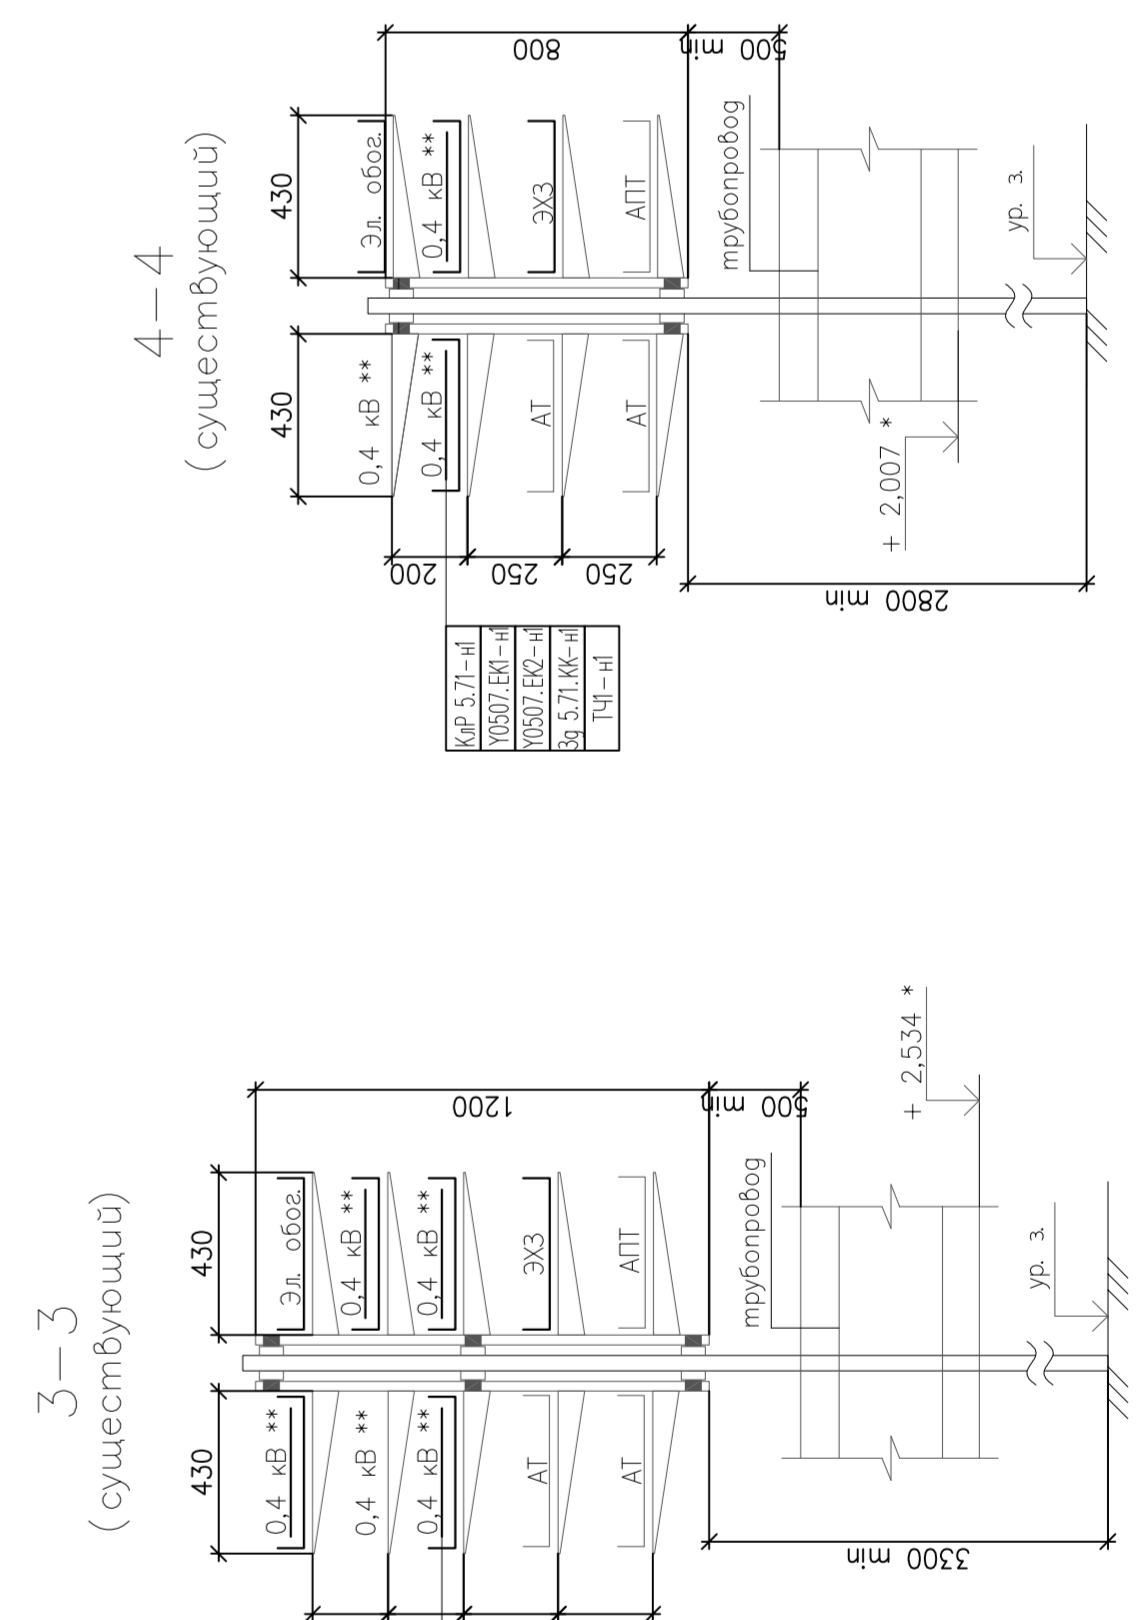 4-4
(существующий)
430
430
0,4 кВ **
Эл. обог.
0,4 кВ **
0,4 кВ **
АТ
ЭХЗ
АТ
АПТ
200
250
250
800
500 min
2800 min
трубопровод
+ 2,007 *
ур. з.
КлР 5.71-н1
Y0507.EK1-н1
Y0507.EK2-н1
Зд 5.71.КК-н1
ТЧ1-н1
3-3
(существующий)
430
430
0,4 кВ **
Эл. обог.
0,4 кВ **
0,4 кВ **
0,4 кВ **
0,4 кВ **
АТ
ЭХЗ
АТ
АПТ
1200
500 min
3300 min
трубопровод
+ 2,534 *
ур. з.